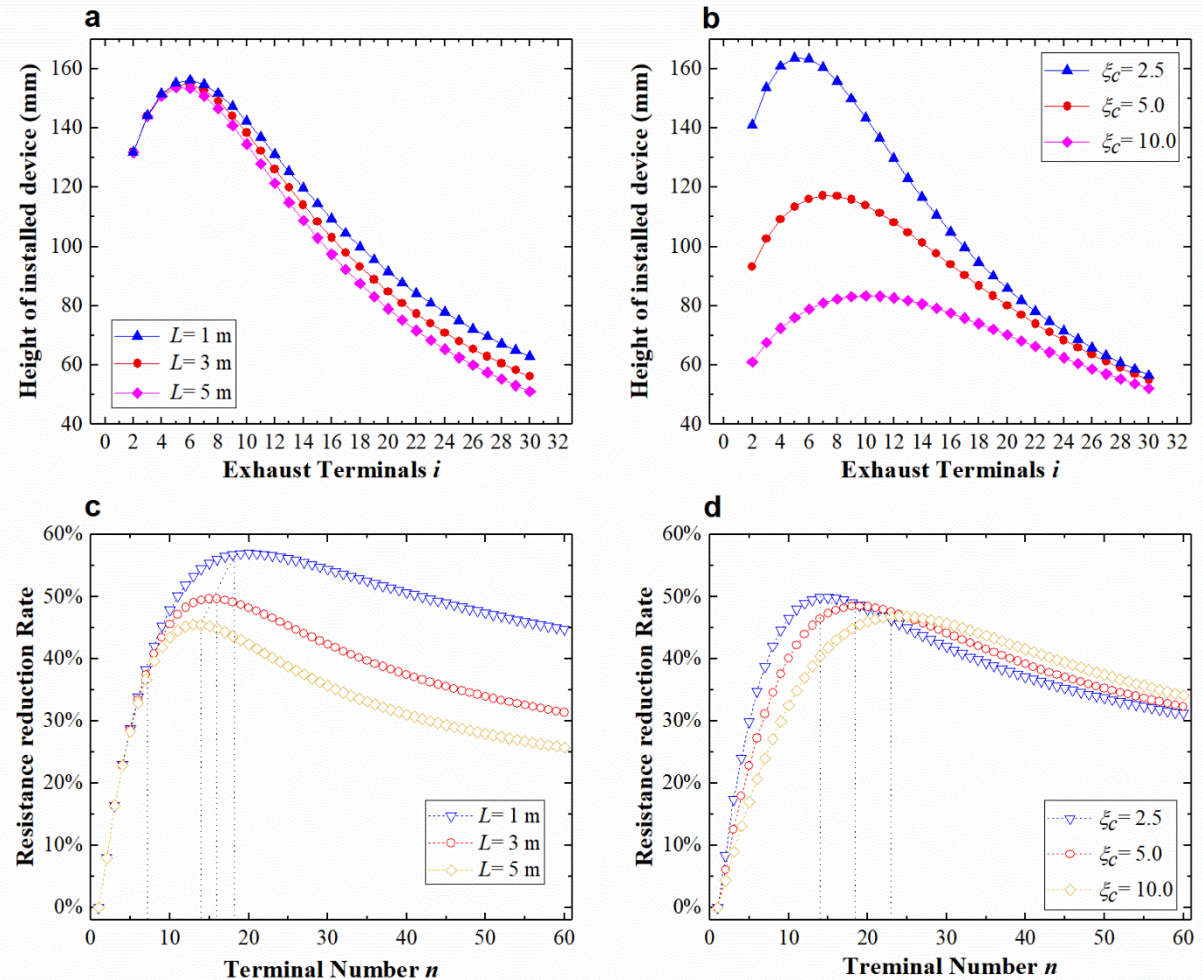 a
Height of installed device (mm)
160
140
120
100
80
60
40
L= 1 m
L= 3 m
L= 5 m
0 2 4 6 8 10 12 14 16 18 20 22 24 26 28 30 32
Exhaust Terminals i
b
Height of installed device (mm)
160
140
120
100
80
60
40
ξc= 2.5
ξc= 5.0
ξc= 10.0
0 2 4 6 8 10 12 14 16 18 20 22 24 26 28 30 32
Exhaust Terminals i
c
Resistance reduction Rate
60%
50%
40%
30%
20%
10%
0%
L= 1 m
L= 3 m
L= 5 m
0 10 20 30 40 50 60
Terminal Number n
d
Resistance reduction Rate
60%
50%
40%
30%
20%
10%
0%
ξc= 2.5
ξc= 5.0
ξc= 10.0
0 10 20 30 40 50 60
Treminal Number n